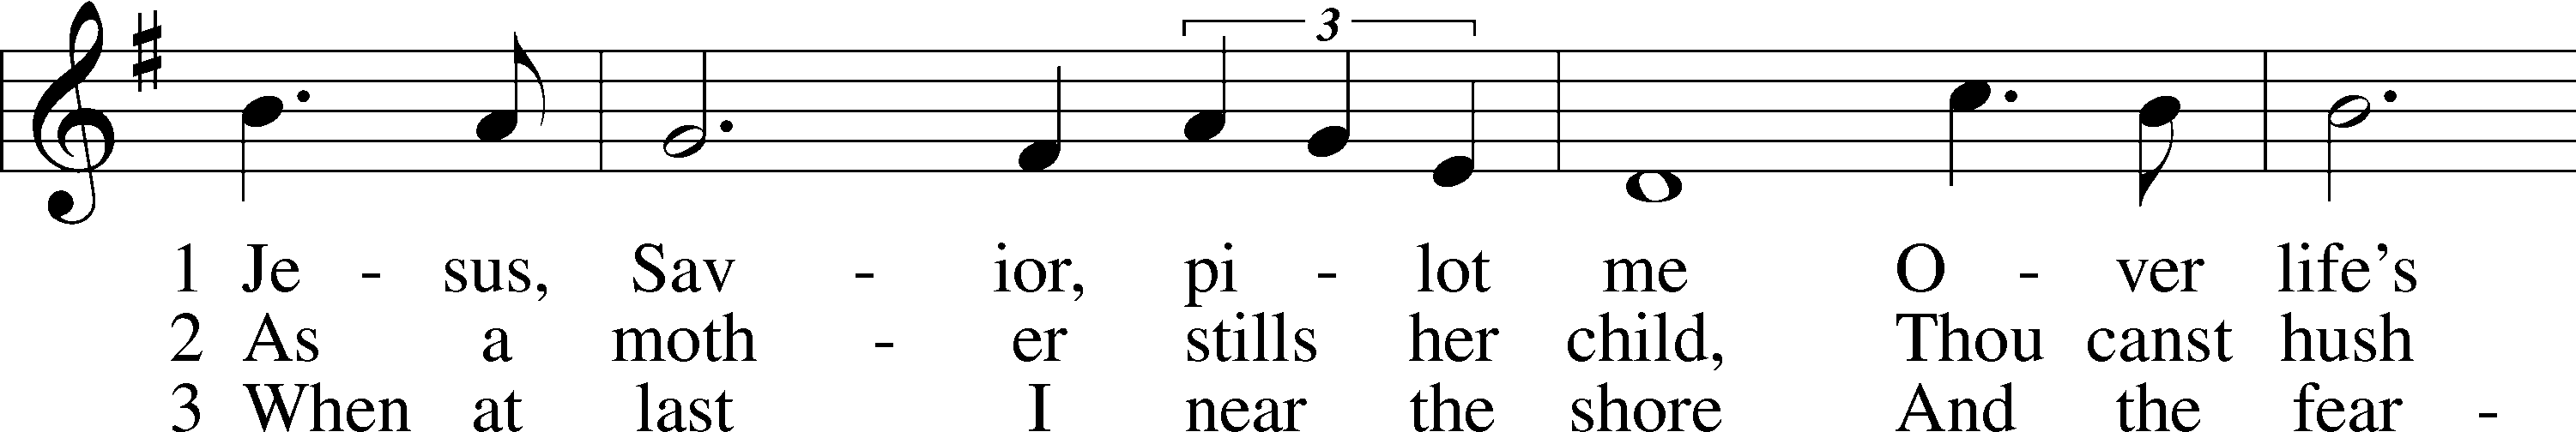 3
1 Je - sus, Sav - ior, pi - lot me O - ver life's
2 As a moth - er stills her child, Thou canst hush
3 When at last I near the shore And the fear -